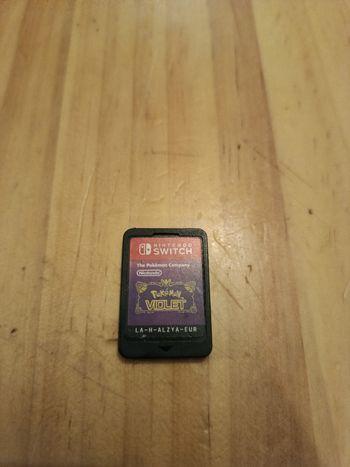 NINTENDO
SWITCH
The Pokémon Company
Nintendo
Pokémon
VIOLET
LA-H-ALZYA-EUR